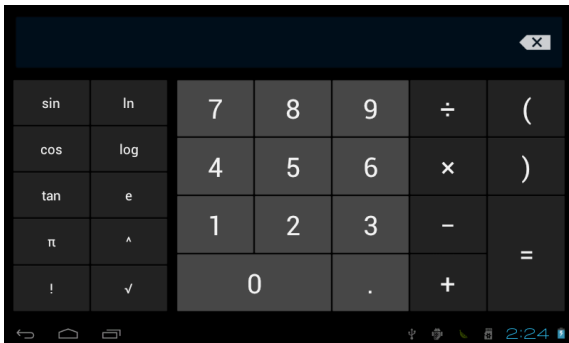 sin ln 7 8 9 ÷ (
cos log 4 5 6 × )
tan e 1 2 3 − =
π ^ 0 . +
! √
2:24